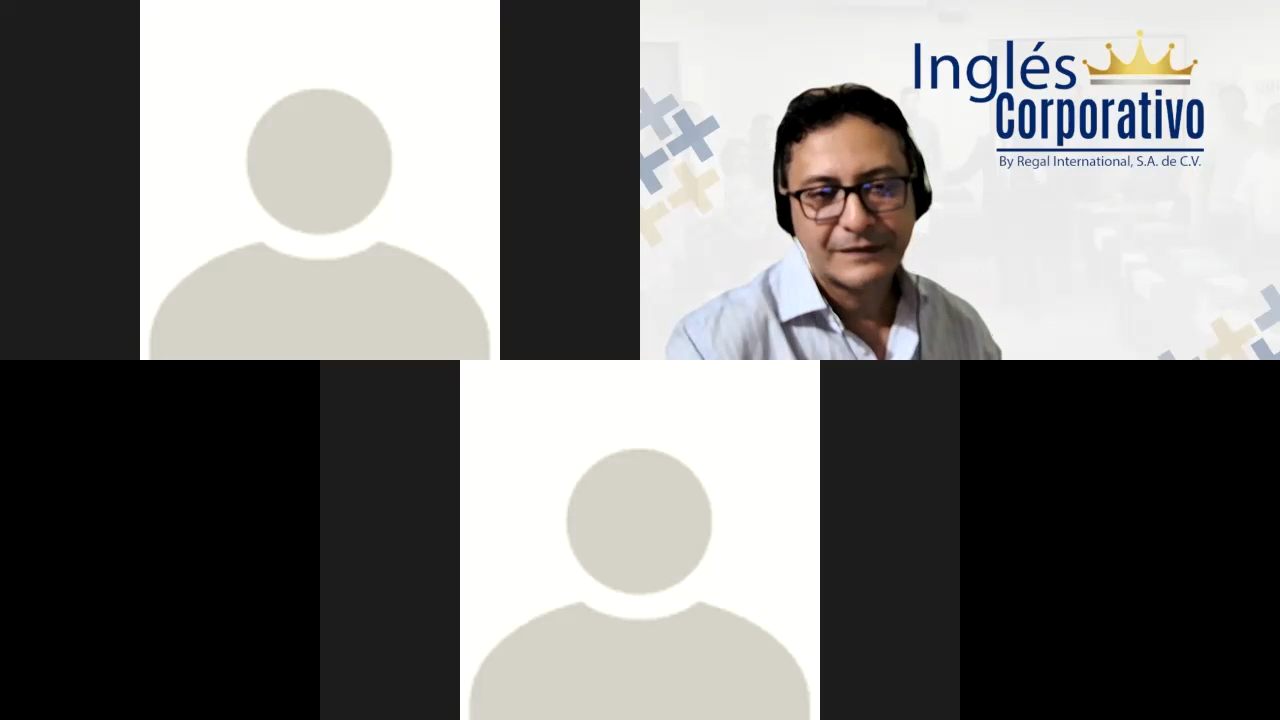 Inglés
Corporativo
By Regal International, S.A. de C.V.